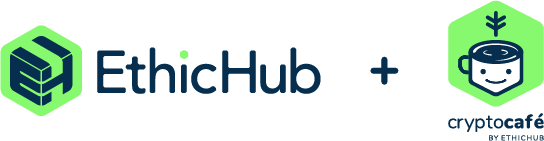 EthicHub
+
cryptocafé
BY ETHICHUB